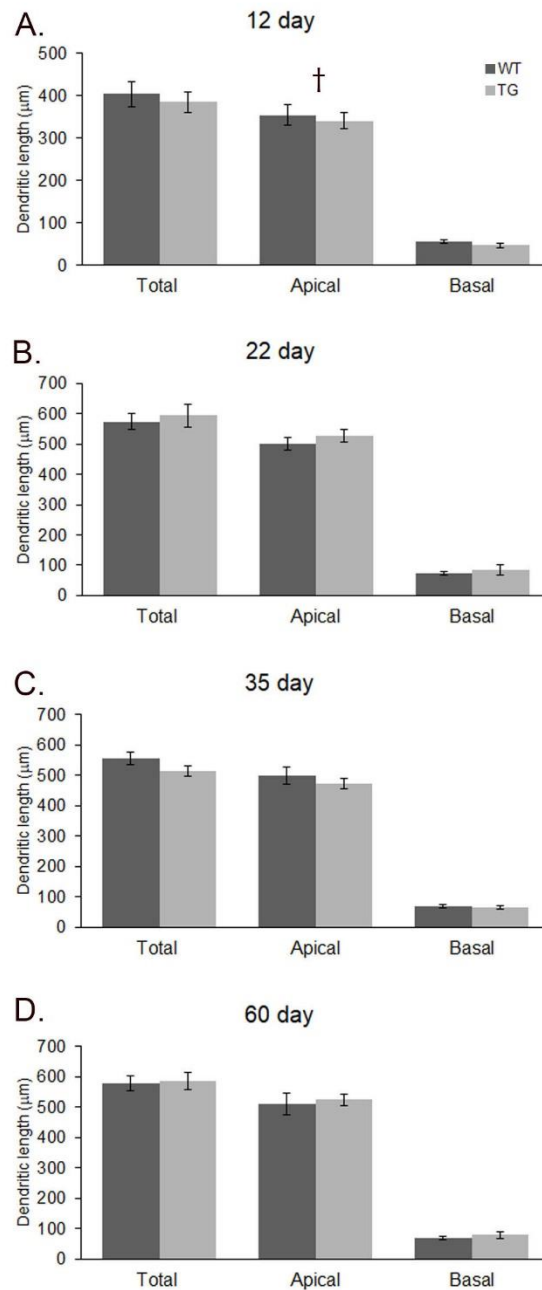 A.
12 day
Dendritic length (μm)
500
400
300
200
100
0
†
WT
TG
Total Apical Basal
B.
22 day
Dendritic length (μm)
700
600
500
400
300
200
100
0
Total Apical Basal
C.
35 day
Dendritic length (μm)
700
600
500
400
300
200
100
0
Total Apical Basal
D.
60 day
Dendritic length (μm)
700
600
500
400
300
200
100
0
Total Apical Basal